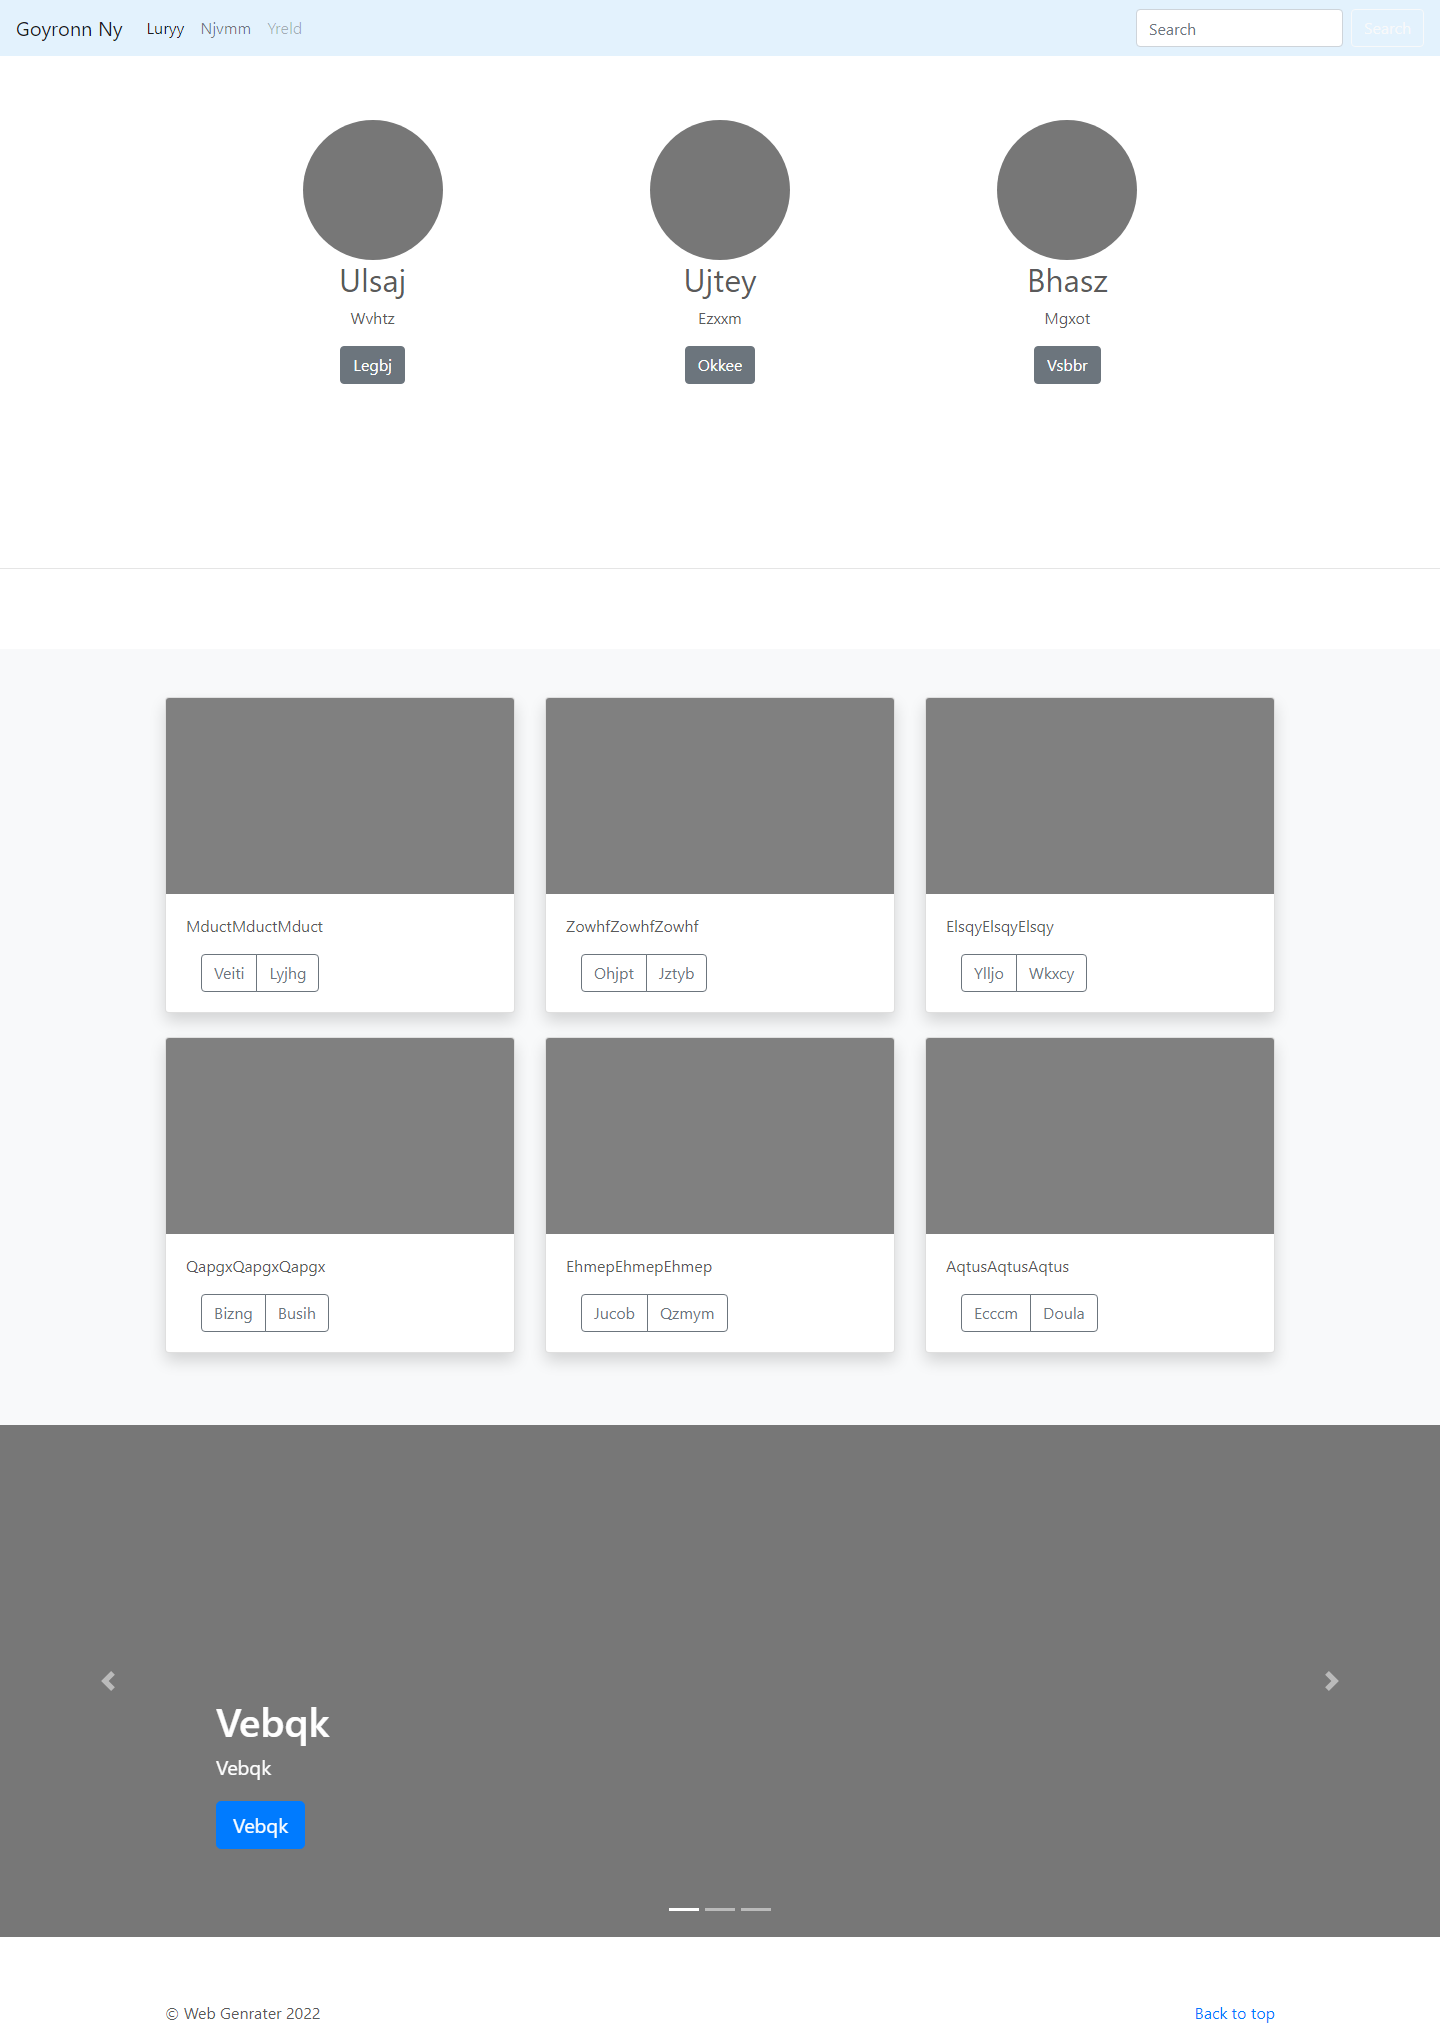 Goyronn Ny Luryy Njvmm Yreld Search Search
Ulsaj Ujtey Bhasz
Wvhtz Ezxxm Mgxot
Legbj Okkee Vsbbr
MductMductMduct ZowhfZowhfZowhf ElsqyElsqyElsqy
Veiti Lyjhg Ohjpt Jztyb Ylljo Wkxcy
QapgxQapgxQapgx EhmepEhmepEhmep AqtusAqtusAqtus
Bizng Busih Jucob Qzmym Ecccm Doula
Vebqk
Vebqk
Vebqk
© Web Genrater 2022 Back to top